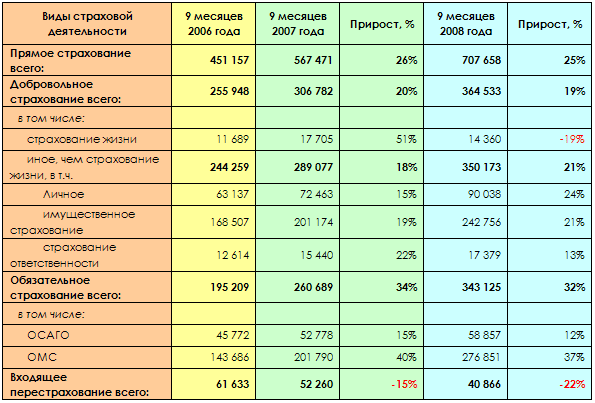 Виды страховой деятельности 9 месяцев 2006 года 9 месяцев 2007 года Прирост, % 9 месяцев 2008 года Прирост, %
Прямое страхование всего: 451 157 567 471 26% 707 658 25%
Добровольное страхование всего: 255 948 306 782 20% 364 533 19%
в том числе:
страхование жизни 11 689 17 705 51% 14 360 -19%
иное, чем страхование жизни, в т.ч. 244 259 289 077 18% 350 173 21%
Личное 63 137 72 463 15% 90 038 24%
имущественное страхование 168 507 201 174 19% 242 756 21%
страхование ответственности 12 614 15 440 22% 17 379 13%
Обязательное страхование всего: 195 209 260 689 34% 343 125 32%
в том числе:
ОСАГО 45 772 52 778 15% 58 857 12%
ОМС 143 686 201 790 40% 276 851 37%
Входящее перестрахование всего: 61 633 52 260 -15% 40 866 -22%